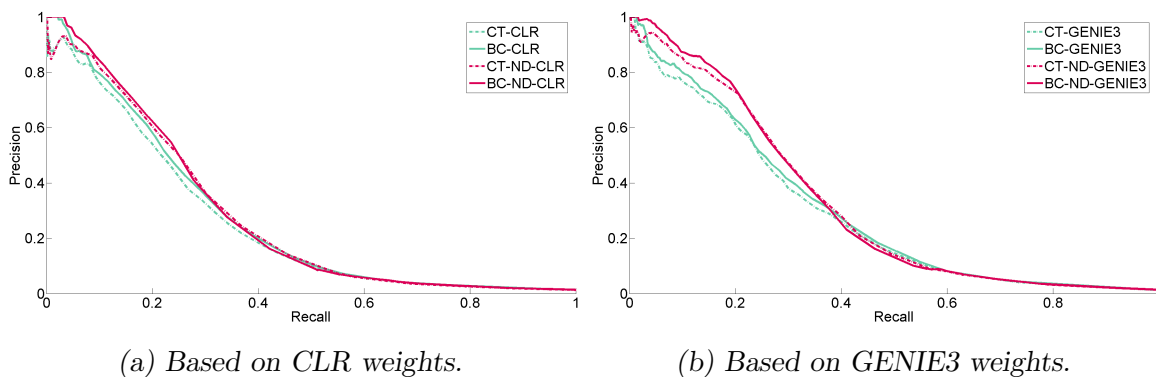 1
0.8
0.6
0.4
0.2
0
Precision
0
0.2
0.4
0.6
0.8
1
Recall
CT-CLR
BC-CLR
CT-ND-CLR
BC-ND-CLR
(a) Based on CLR weights.
1
0.8
0.6
0.4
0.2
0
Precision
0
0.2
0.4
0.6
0.8
Recall
CT-GENIE3
BC-GENIE3
CT-ND-GENIE3
BC-ND-GENIE3
(b) Based on GENIE3 weights.